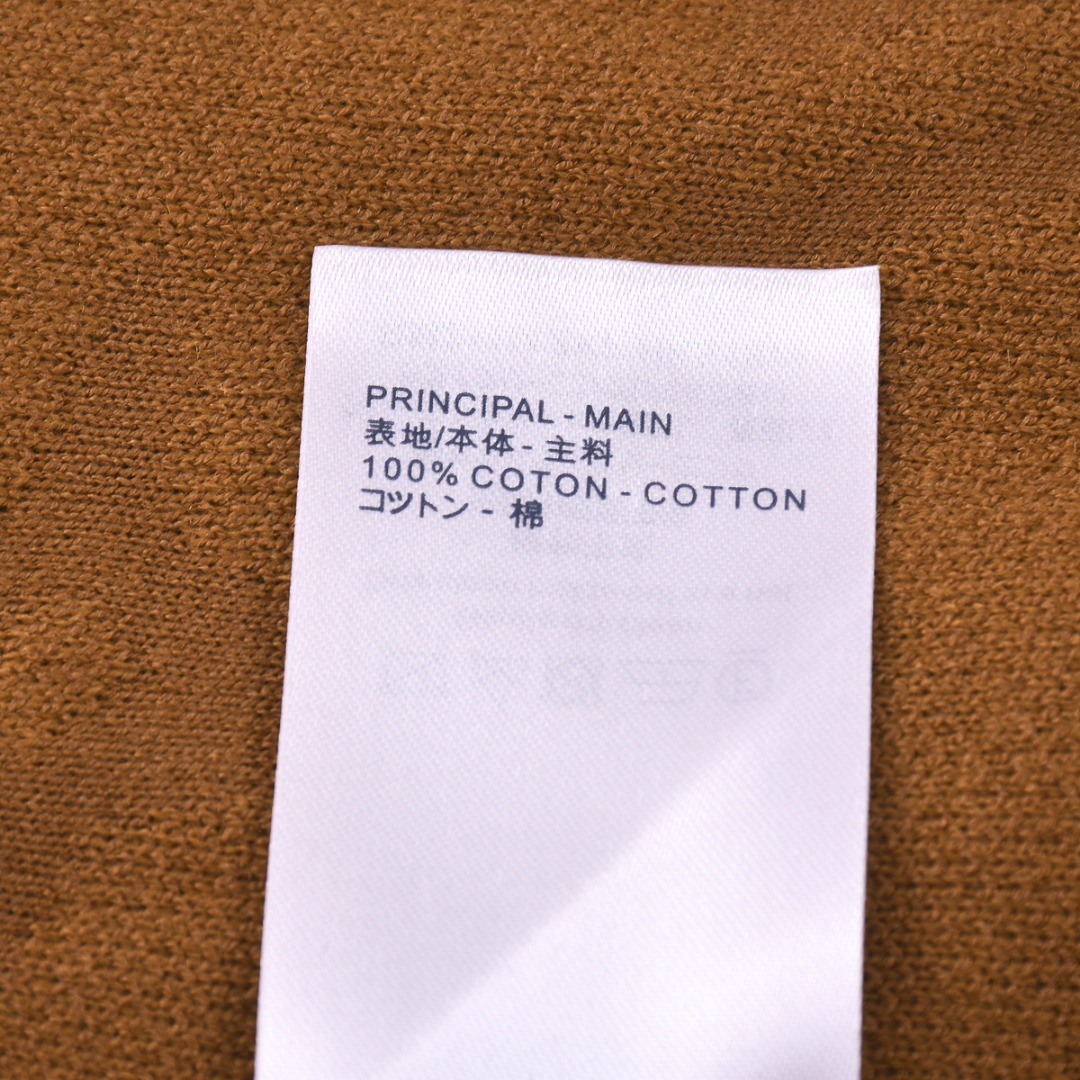 PRINCIPAL - MAIN
表地/本体 - 主料
100% COTON - COTTON
コツトン - 棉